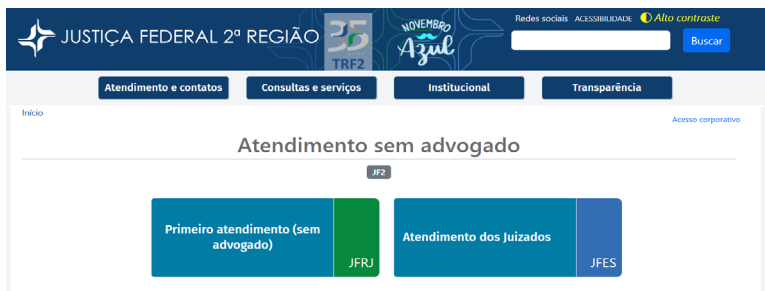 Redes sociais ACESSIBILIDADE Alto contraste
JUSTIÇA FEDERAL 2ª REGIÃO
35
TRF2
NOVEMBRO
Azul
Buscar
Atendimento e contatos
Consultas e serviços
Institucional
Transparência
Início
Acesso corporativo
Atendimento sem advogado
JF2
Primeiro atendimento (sem
advogado)
JFRJ
Atendimento dos Juizados
JFES